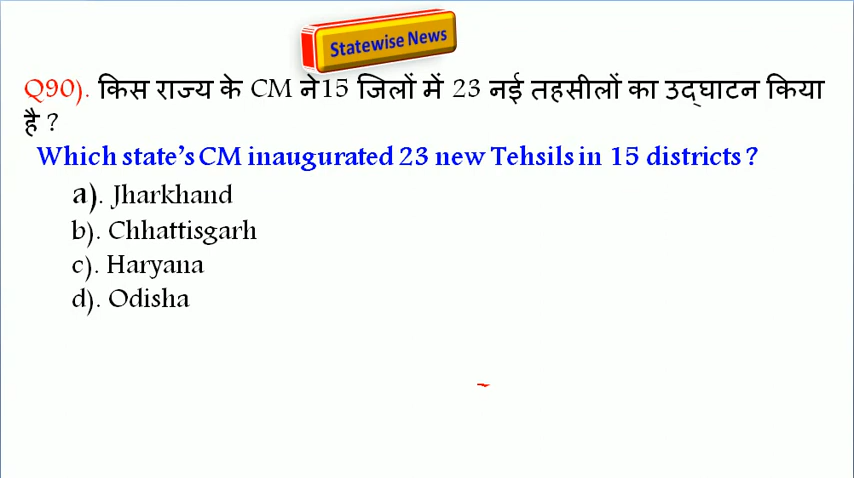 Statewise News
Q90). किस राज्य के CM ने15 जिलों में 23 नई तहसीलों का उद्घाटन किया
है ?
Which state's CM inaugurated 23 new Tehsils in 15 districts ?
a). Jharkhand
b). Chhattisgarh
c). Haryana
d). Odisha